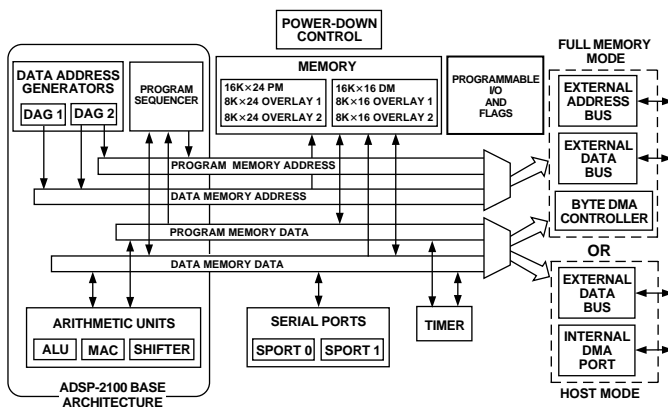 POWER-DOWN
CONTROL
FULL MEMORY
MODE
DATA ADDRESS
GENERATORS
DAG 1
DAG 2
PROGRAM
SEQUENCER
MEMORY
16K×24 PM
8K×24 OVERLAY 1
8K×24 OVERLAY 2
16K×16 DM
8K×16 OVERLAY 1
8K×16 OVERLAY 2
PROGRAMMABLE
I/O
AND
FLAGS
EXTERNAL
ADDRESS
BUS
EXTERNAL
DATA
BUS
BYTE DMA
CONTROLLER
PROGRAM MEMORY ADDRESS
DATA MEMORY ADDRESS
PROGRAM MEMORY DATA
DATA MEMORY DATA
OR
EXTERNAL
DATA
BUS
INTERNAL
DMA
PORT
HOST MODE
ARITHMETIC UNITS
ALU
MAC
SHIFTER
SERIAL PORTS
SPORT 0
SPORT 1
TIMER
ADSP-2100 BASE
ARCHITECTURE